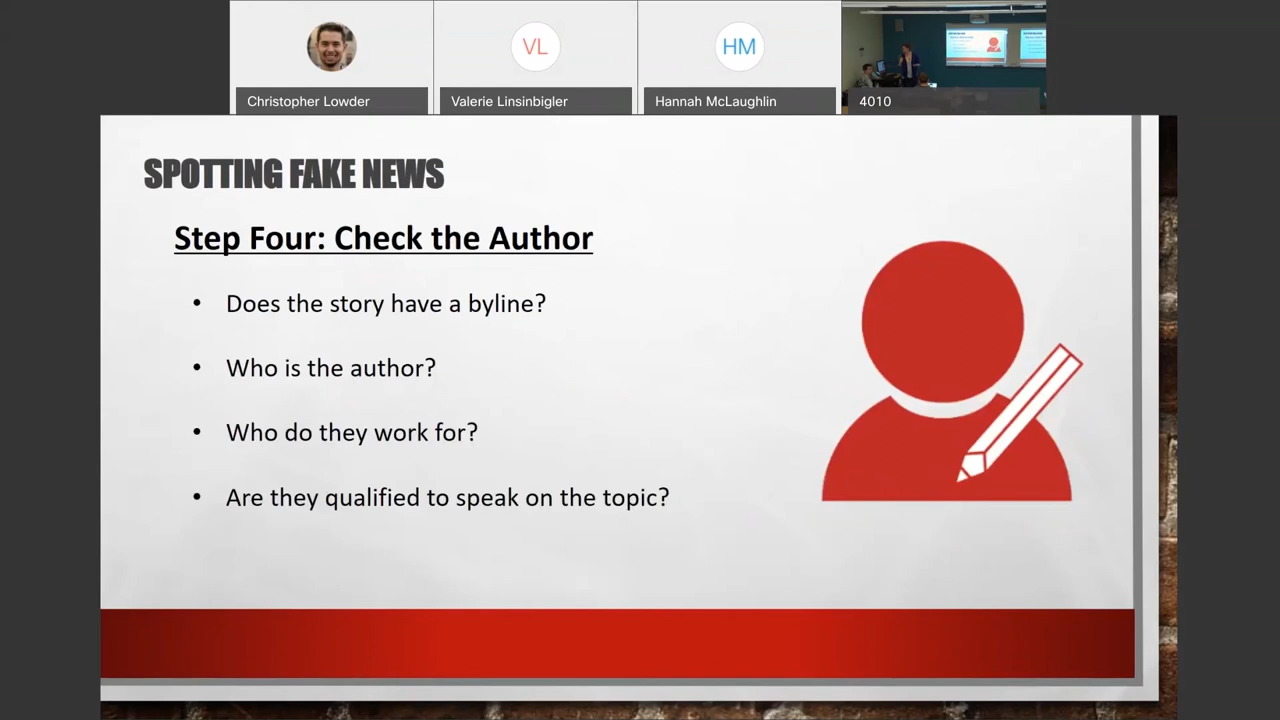 Christopher Lowder
VL
Valerie Linsinbigler
HM
Hannah McLaughlin
4010
SPOTTING FAKE NEWS
Step Four: Check the Author
• Does the story have a byline?
• Who is the author?
• Who do they work for?
• Are they qualified to speak on the topic?